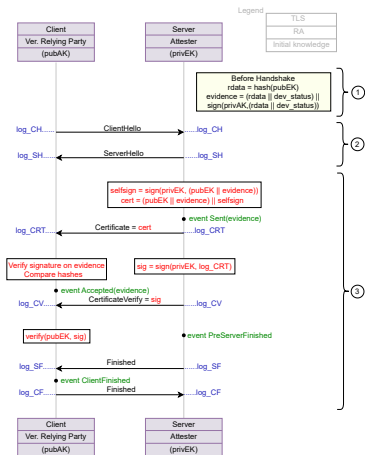 Legend
TLS
RA
Initial knowledge
Client
Ver. Relying Party
(pubAK)
Server
Attester
(privEK)
Before Handshake
rdata = hash(pubEK)
evidence = (rdata || dev_status) ||
sign(privAK,(rdata || dev_status))
1
log_CH
ClientHello
log_CH
2
log_SH
ServerHello
log_SH
selfsign = sign(privEK, (pubEK || evidence))
cert = (pubEK || evidence) || selfsign
event Sent(evidence)
log_CRT
Certificate = cert
log_CRT
Verify signature on evidence
Compare hashes
sig = sign(privEK, log_CRT)
3
event Accepted(evidence)
log_CV
CertificateVerify = sig
log_CV
verify(pubEK, sig)
event PreServerFinished
log_SF
Finished
log_SF
event ClientFinished
log_CF
Finished
log_CF
Client
Ver. Relying Party
(pubAK)
Server
Attester
(privEK)